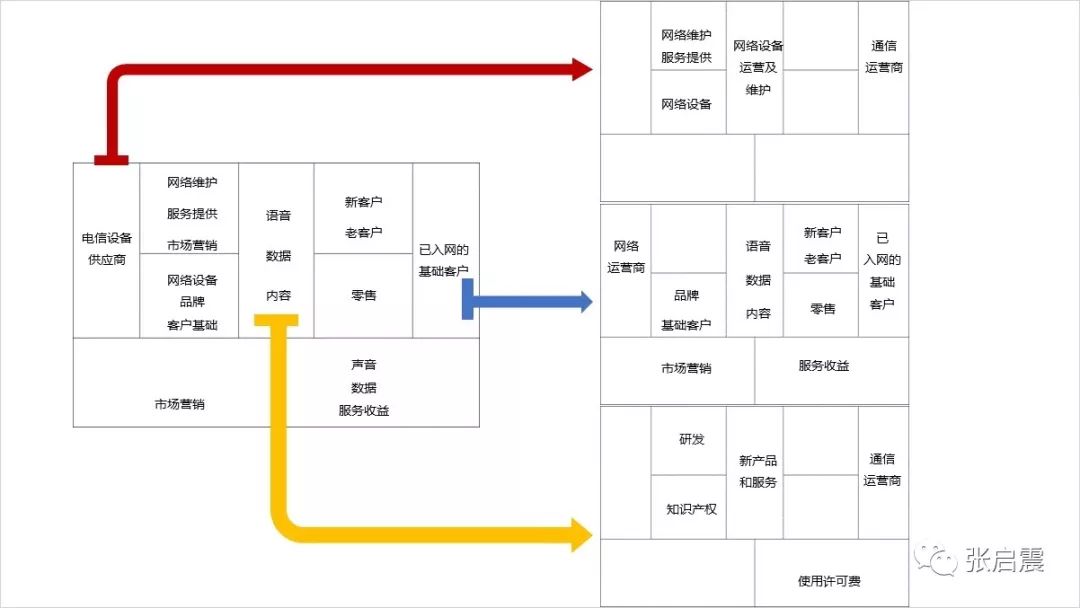 电信设备
供应商
网络维护
服务提供
市场营销
网络设备
品牌
客户基础
语音
数据
内容
新客户
老客户
零售
已入网的
基础客户
市场营销
声音
数据
服务收益
网络维护
服务提供
网络设备
网络设备
运营及
维护
通信
运营商
网络
运营商
品牌
基础客户
语音
数据
内容
新客户
老客户
零售
已
入网的
基础
客户
市场营销
服务收益
研发
知识产权
新产品
和服务
通信
运营商
使用许可费
张启震